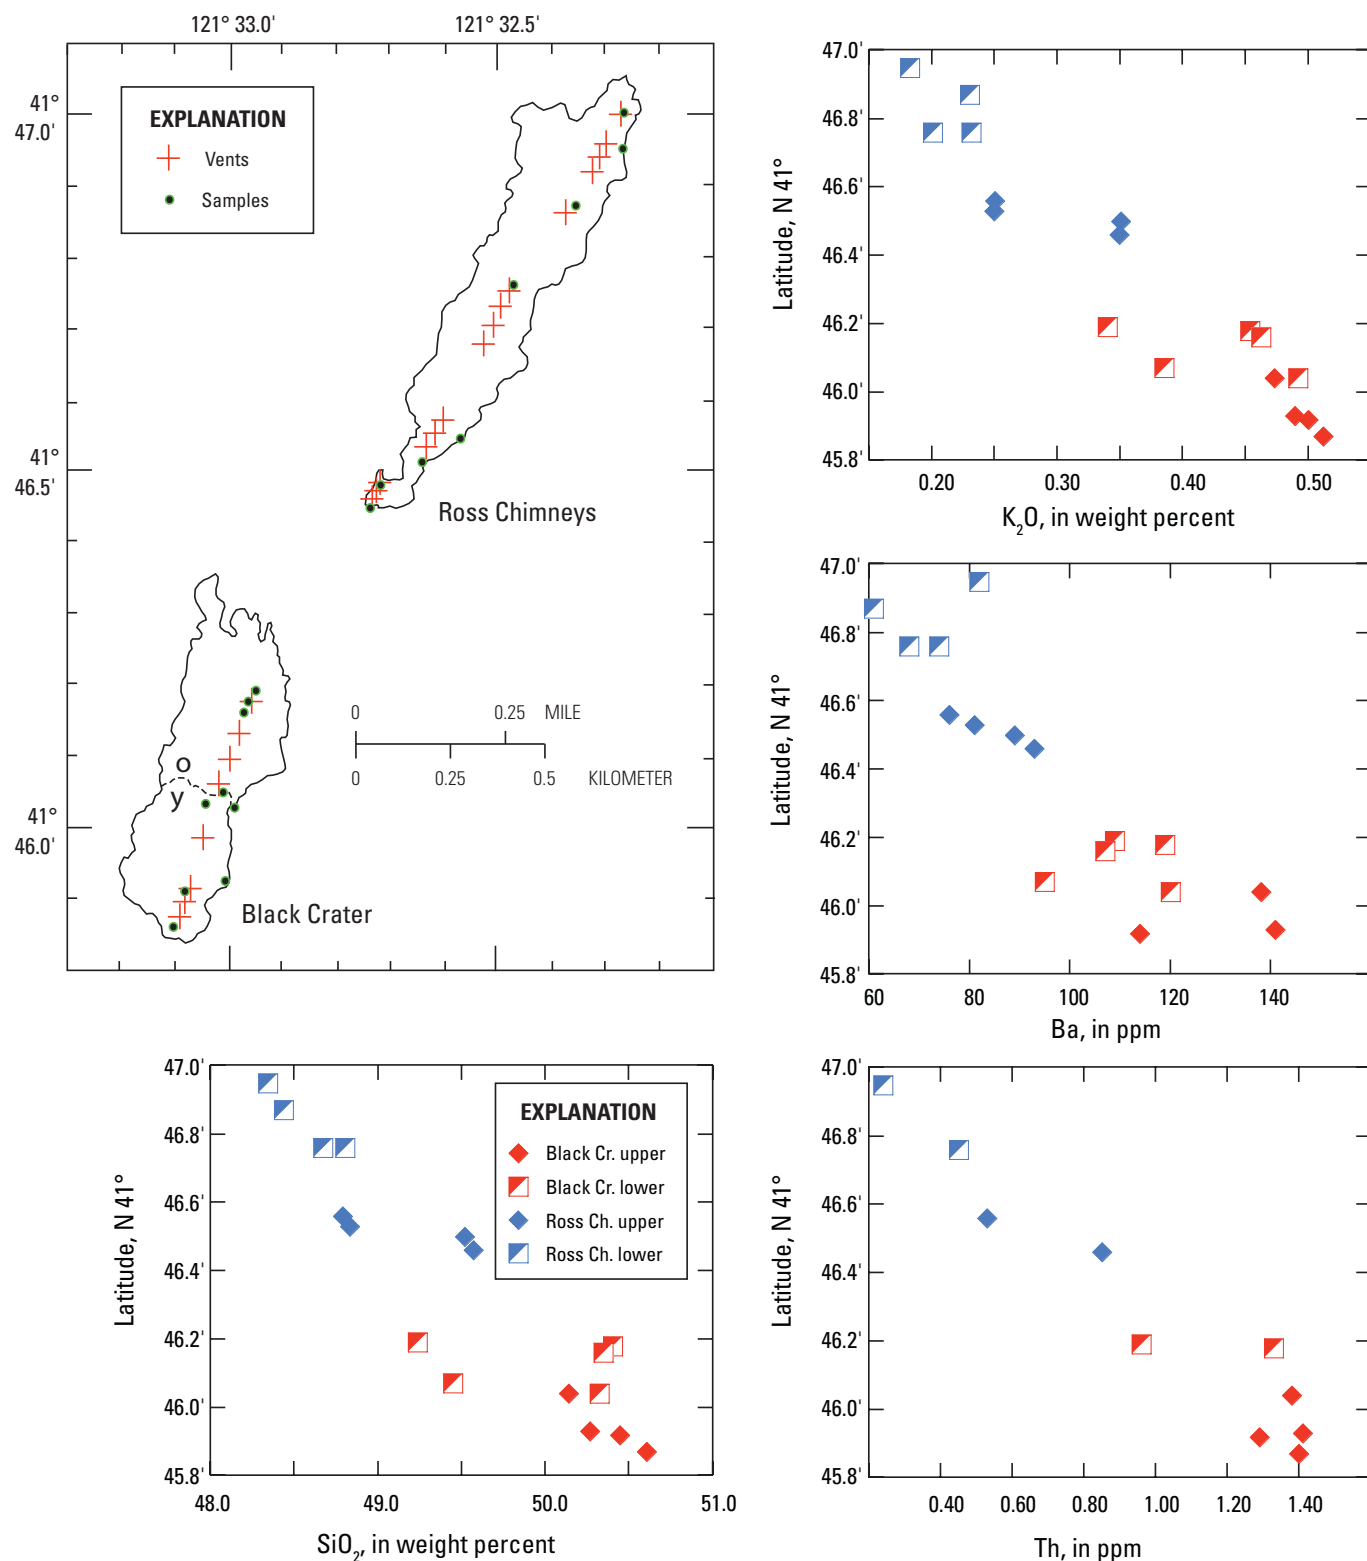 121° 33.0'
121° 32.5'
41°
47.0'
41°
46.5'
41°
46.0'
EXPLANATION
Vents
Samples
Ross Chimneys
0
0.25
MILE
0
0.25
0.5
KILOMETER
o
y
Black Crater
47.0'
46.8'
46.6'
46.4'
46.2'
46.0'
45.8'
Latitude, N 41°
0.20
0.30
0.40
0.50
K₂O, in weight percent
47.0'
46.8'
46.6'
46.4'
46.2'
46.0'
45.8'
Latitude, N 41°
60
80
100
120
140
Ba, in ppm
47.0'
46.8'
46.6'
46.4'
46.2'
46.0'
45.8'
Latitude, N 41°
48.0
49.0
50.0
51.0
SiO₂, in weight percent
EXPLANATION
Black Cr. upper
Black Cr. lower
Ross Ch. upper
Ross Ch. lower
47.0'
46.8'
46.6'
46.4'
46.2'
46.0'
45.8'
Latitude, N 41°
0.40
0.60
0.80
1.00
1.20
1.40
Th, in ppm